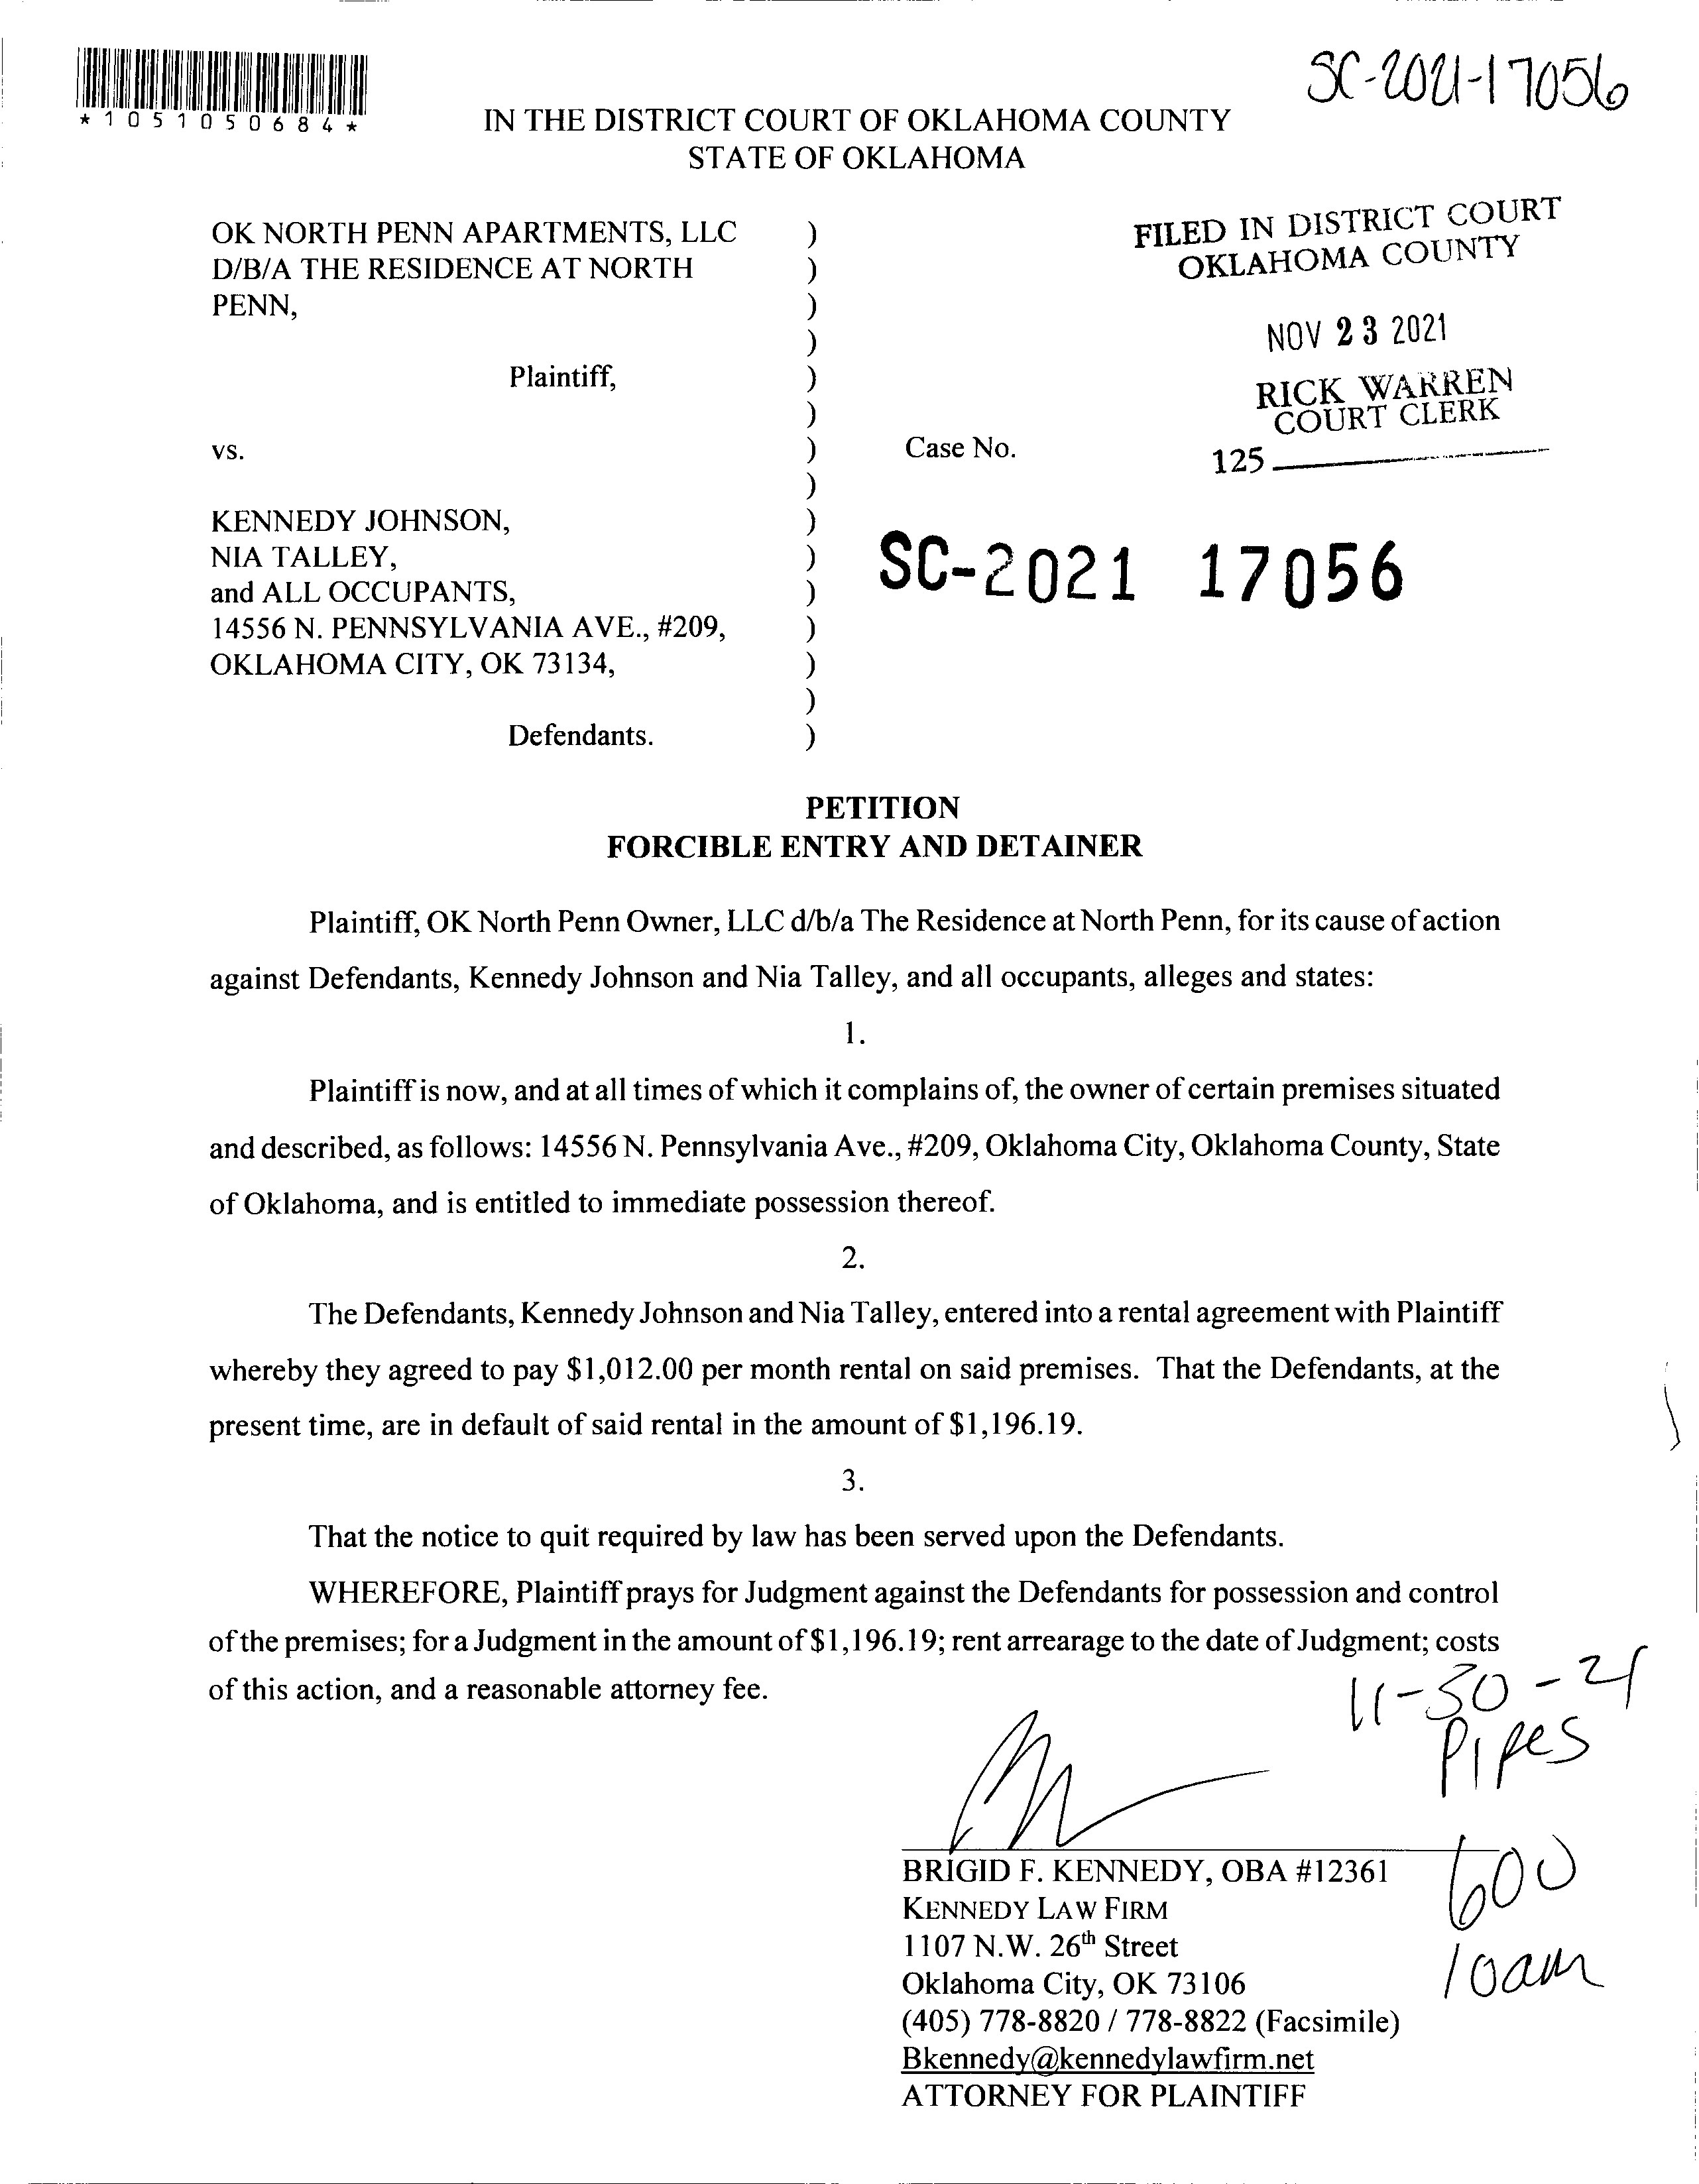 SC-2021-17056
*1051050684*
IN THE DISTRICT COURT OF OKLAHOMA COUNTY
STATE OF OKLAHOMA
OK NORTH PENN APARTMENTS, LLC )
D/B/A THE RESIDENCE AT NORTH )
PENN, )
)
Plaintiff, )
)
vs. )
)
KENNEDY JOHNSON, )
NIA TALLEY, )
and ALL OCCUPANTS, )
14556 N. PENNSYLVANIA AVE., #209, )
OKLAHOMA CITY, OK 73134, )
)
Defendants. )
FILED IN DISTRICT COURT
OKLAHOMA COUNTY
NOV 23 2021
RICK WARREN
COURT CLERK
125
Case No.
SC-2021 17056
PETITION
FORCIBLE ENTRY AND DETAINER
Plaintiff, OK North Penn Owner, LLC d/b/a The Residence at North Penn, for its cause of action
against Defendants, Kennedy Johnson and Nia Talley, and all occupants, alleges and states:
1.
Plaintiff is now, and at all times of which it complains of, the owner of certain premises situated
and described, as follows: 14556 N. Pennsylvania Ave., #209, Oklahoma City, Oklahoma County, State
of Oklahoma, and is entitled to immediate possession thereof.
2.
The Defendants, Kennedy Johnson and Nia Talley, entered into a rental agreement with Plaintiff
whereby they agreed to pay $1,012.00 per month rental on said premises. That the Defendants, at the
present time, are in default of said rental in the amount of $1,196.19.
3.
That the notice to quit required by law has been served upon the Defendants.
WHEREFORE, Plaintiff prays for Judgment against the Defendants for possession and control
of the premises; for a Judgment in the amount of $1,196.19; rent arrearage to the date of Judgment; costs
of this action, and a reasonable attorney fee.
11-30-21
Pipes
600
10am
BRIGID F. KENNEDY, OBA #12361
KENNEDY LAW FIRM
1107 N.W. 26th Street
Oklahoma City, OK 73106
(405) 778-8820 / 778-8822 (Facsimile)
Bkennedy@kennedylawfirm.net
ATTORNEY FOR PLAINTIFF